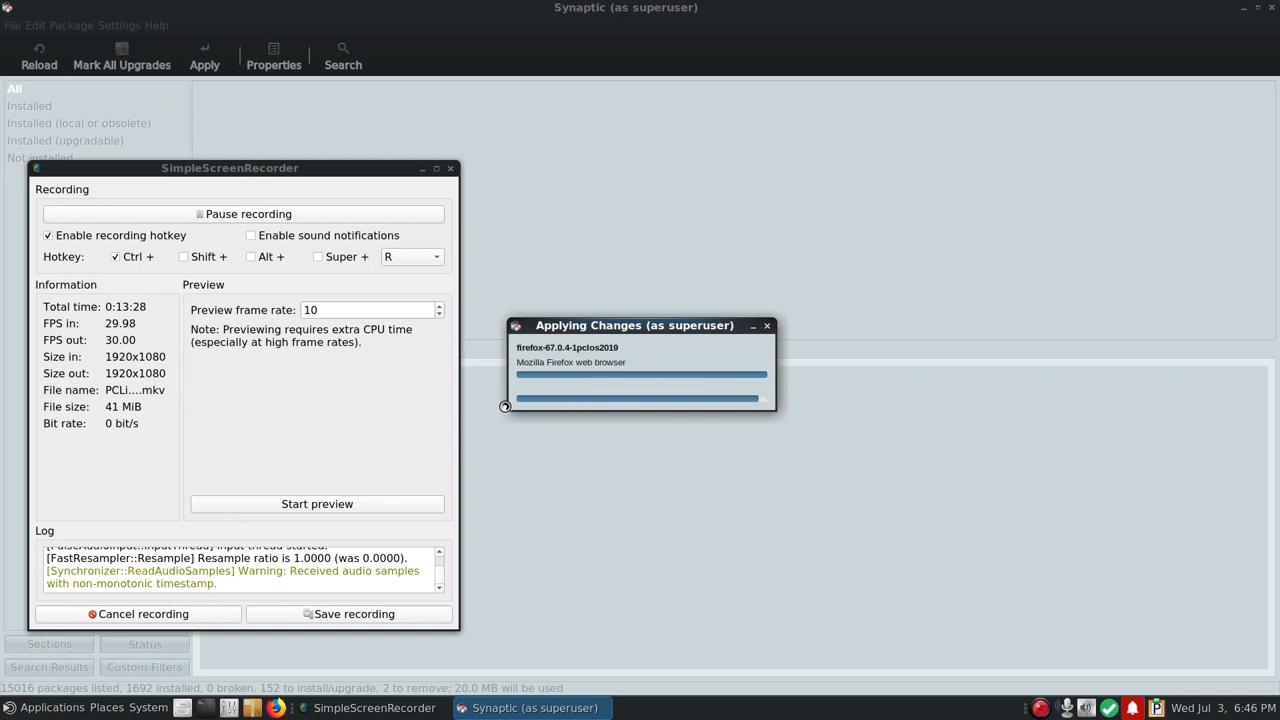 Synaptic (as superuser)
File Edit Package Settings Help
Reload Mark All Upgrades Apply Properties Search
All
Installed
Installed (local or obsolete)
Installed (upgradable)
Not installed
SimpleScreenRecorder
Recording
Pause recording
Enable recording hotkey Enable sound notifications
Hotkey: Ctrl + Shift + Alt + Super + R
Information
Total time: 0:13:28
FPS in: 29.98
FPS out: 30.00
Size in: 1920x1080
Size out: 1920x1080
File name: PCLi....mkv
File size: 41 MiB
Bit rate: 0 bit/s
Preview
Preview frame rate: 10
Note: Previewing requires extra CPU time
(especially at high frame rates).
Start preview
Log
[PulseAudioInput::InputThread] Input thread started.
[FastResampler::Resample] Resample ratio is 1.0000 (was 0.0000).
[Synchronizer::ReadAudioSamples] Warning: Received audio samples
with non-monotonic timestamp.
Cancel recording Save recording
Applying Changes (as superuser)
firefox-67.0.4-1pclos2019
Mozilla Firefox web browser
Sections Status
Search Results Custom Filters
15016 packages listed, 1692 installed, 0 broken. 152 to install/upgrade, 2 to remove; 20.0 MB will be used
Applications Places System SimpleScreenRecorder Synaptic (as superuser) Wed Jul 3, 6:46 PM